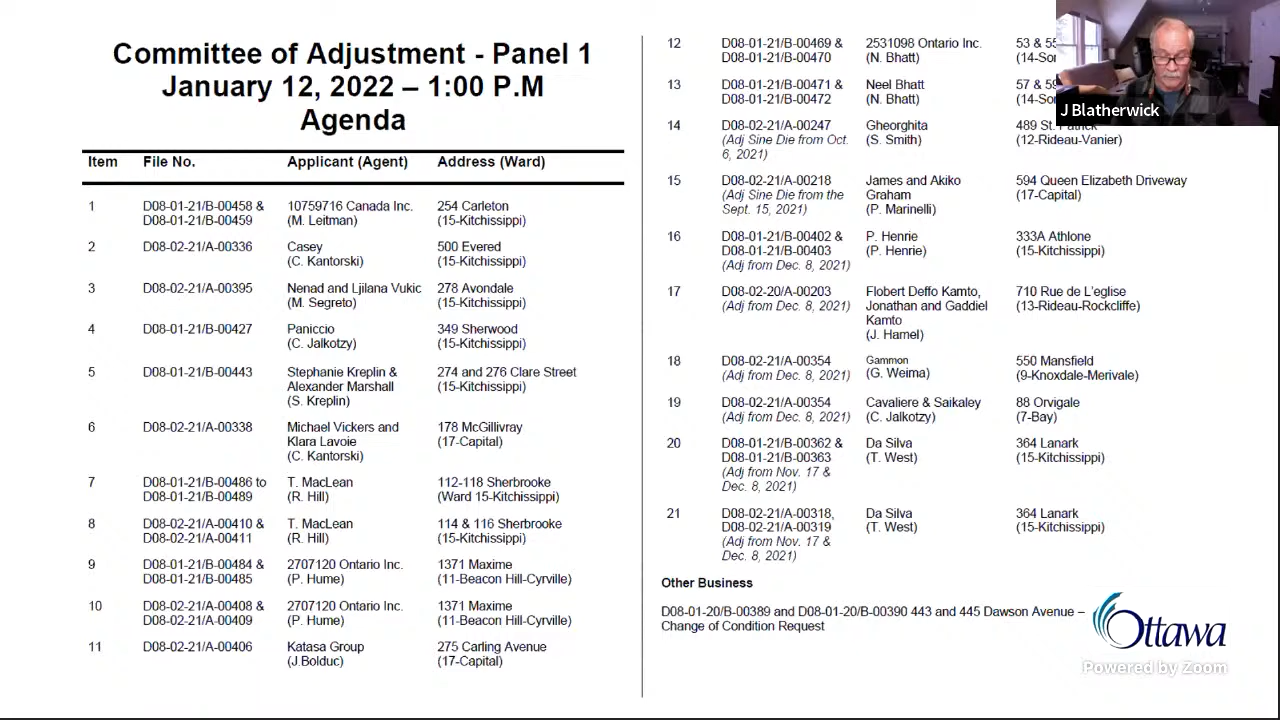 Committee of Adjustment - Panel 1
January 12, 2022 – 1:00 P.M
Agenda
Item File No. Applicant (Agent) Address (Ward)
1 D08-01-21/B-00458 & 10759716 Canada Inc. 254 Carleton
D08-01-21/B-00459 (M. Leitman) (15-Kitchissippi)
2 D08-02-21/A-00336 Casey 500 Evered
(C. Kantorski) (15-Kitchissippi)
3 D08-02-21/A-00395 Nenad and Ljilana Vukic 278 Avondale
(M. Segreto) (15-Kitchissippi)
4 D08-01-21/B-00427 Paniccio 349 Sherwood
(C. Jalkotzy) (15-Kitchissippi)
5 D08-01-21/B-00443 Stephanie Kreplin & 274 and 276 Clare Street
Alexander Marshall (15-Kitchissippi)
(S. Kreplin)
6 D08-02-21/A-00338 Michael Vickers and 178 McGillivray
Klara Lavoie (17-Capital)
(C. Kantorski)
7 D08-01-21/B-00486 to T. MacLean 112-118 Sherbrooke
D08-01-21/B-00489 (R. Hill) (Ward 15-Kitchissippi)
8 D08-02-21/A-00410 & T. MacLean 114 & 116 Sherbrooke
D08-02-21/A-00411 (R. Hill) (15-Kitchissippi)
9 D08-01-21/B-00484 & 2707120 Ontario Inc. 1371 Maxime
D08-01-21/B-00485 (P. Hume) (11-Beacon Hill-Cyrville)
10 D08-02-21/A-00408 & 2707120 Ontario Inc. 1371 Maxime
D08-02-21/A-00409 (P. Hume) (11-Beacon Hill-Cyrville)
11 D08-02-21/A-00406 Katasa Group 275 Carling Avenue
(J.Bolduc) (17-Capital)
12 D08-01-21/B-00469 & 2531098 Ontario Inc. 53 &
D08-01-21/B-00470 (N. Bhatt)
13 D08-01-21/B-00471 & Neel Bhatt 57 &
D08-01-21/B-00472 (N. Bhatt)
14 D08-02-21/A-00247 Gheorghita 489 St. Patrick
(Adj Sine Die from Oct. (S. Smith) (12-Rideau-Vanier)
6, 2021)
15 D08-02-21/A-00218 James and Akiko 594 Queen Elizabeth Driveway
(Adj Sine Die from the Graham (17-Capital)
Sept. 15, 2021) (P. Marinelli)
16 D08-01-21/B-00402 & P. Henrie 333A Athlone
D08-01-21/B-00403 (P. Henrie) (15-Kitchissippi)
(Adj from Dec. 8, 2021)
17 D08-02-20/A-00203 Flobert Deffo Kamto, 710 Rue de L'eglise
(Adj from Dec. 8, 2021) Jonathan and Gaddiel (13-Rideau-Rockcliffe)
Kamto
(J. Hamel)
18 D08-02-21/A-00354 Gammon 550 Mansfield
(Adj from Dec. 8, 2021) (G. Weima) (9-Knoxdale-Merivale)
19 D08-02-21/A-00354 Cavaliere & Saikaley 88 Orvigale
(Adj from Dec. 8, 2021) (C. Jalkotzy) (7-Bay)
20 D08-01-21/B-00362 & Da Silva 364 Lanark
D08-01-21/B-00363 (T. West) (15-Kitchissippi)
(Adj from Nov. 17 &
Dec. 8, 2021)
21 D08-02-21/A-00318, Da Silva 364 Lanark
D08-02-21/A-00319 (T. West) (15-Kitchissippi)
(Adj from Nov. 17 &
Dec. 8, 2021)
Other Business
D08-01-20/B-00389 and D08-01-20/B-00390 443 and 445 Dawson Avenue –
Change of Condition Request
J Blatherwick
Ottawa
Powered by Zoom